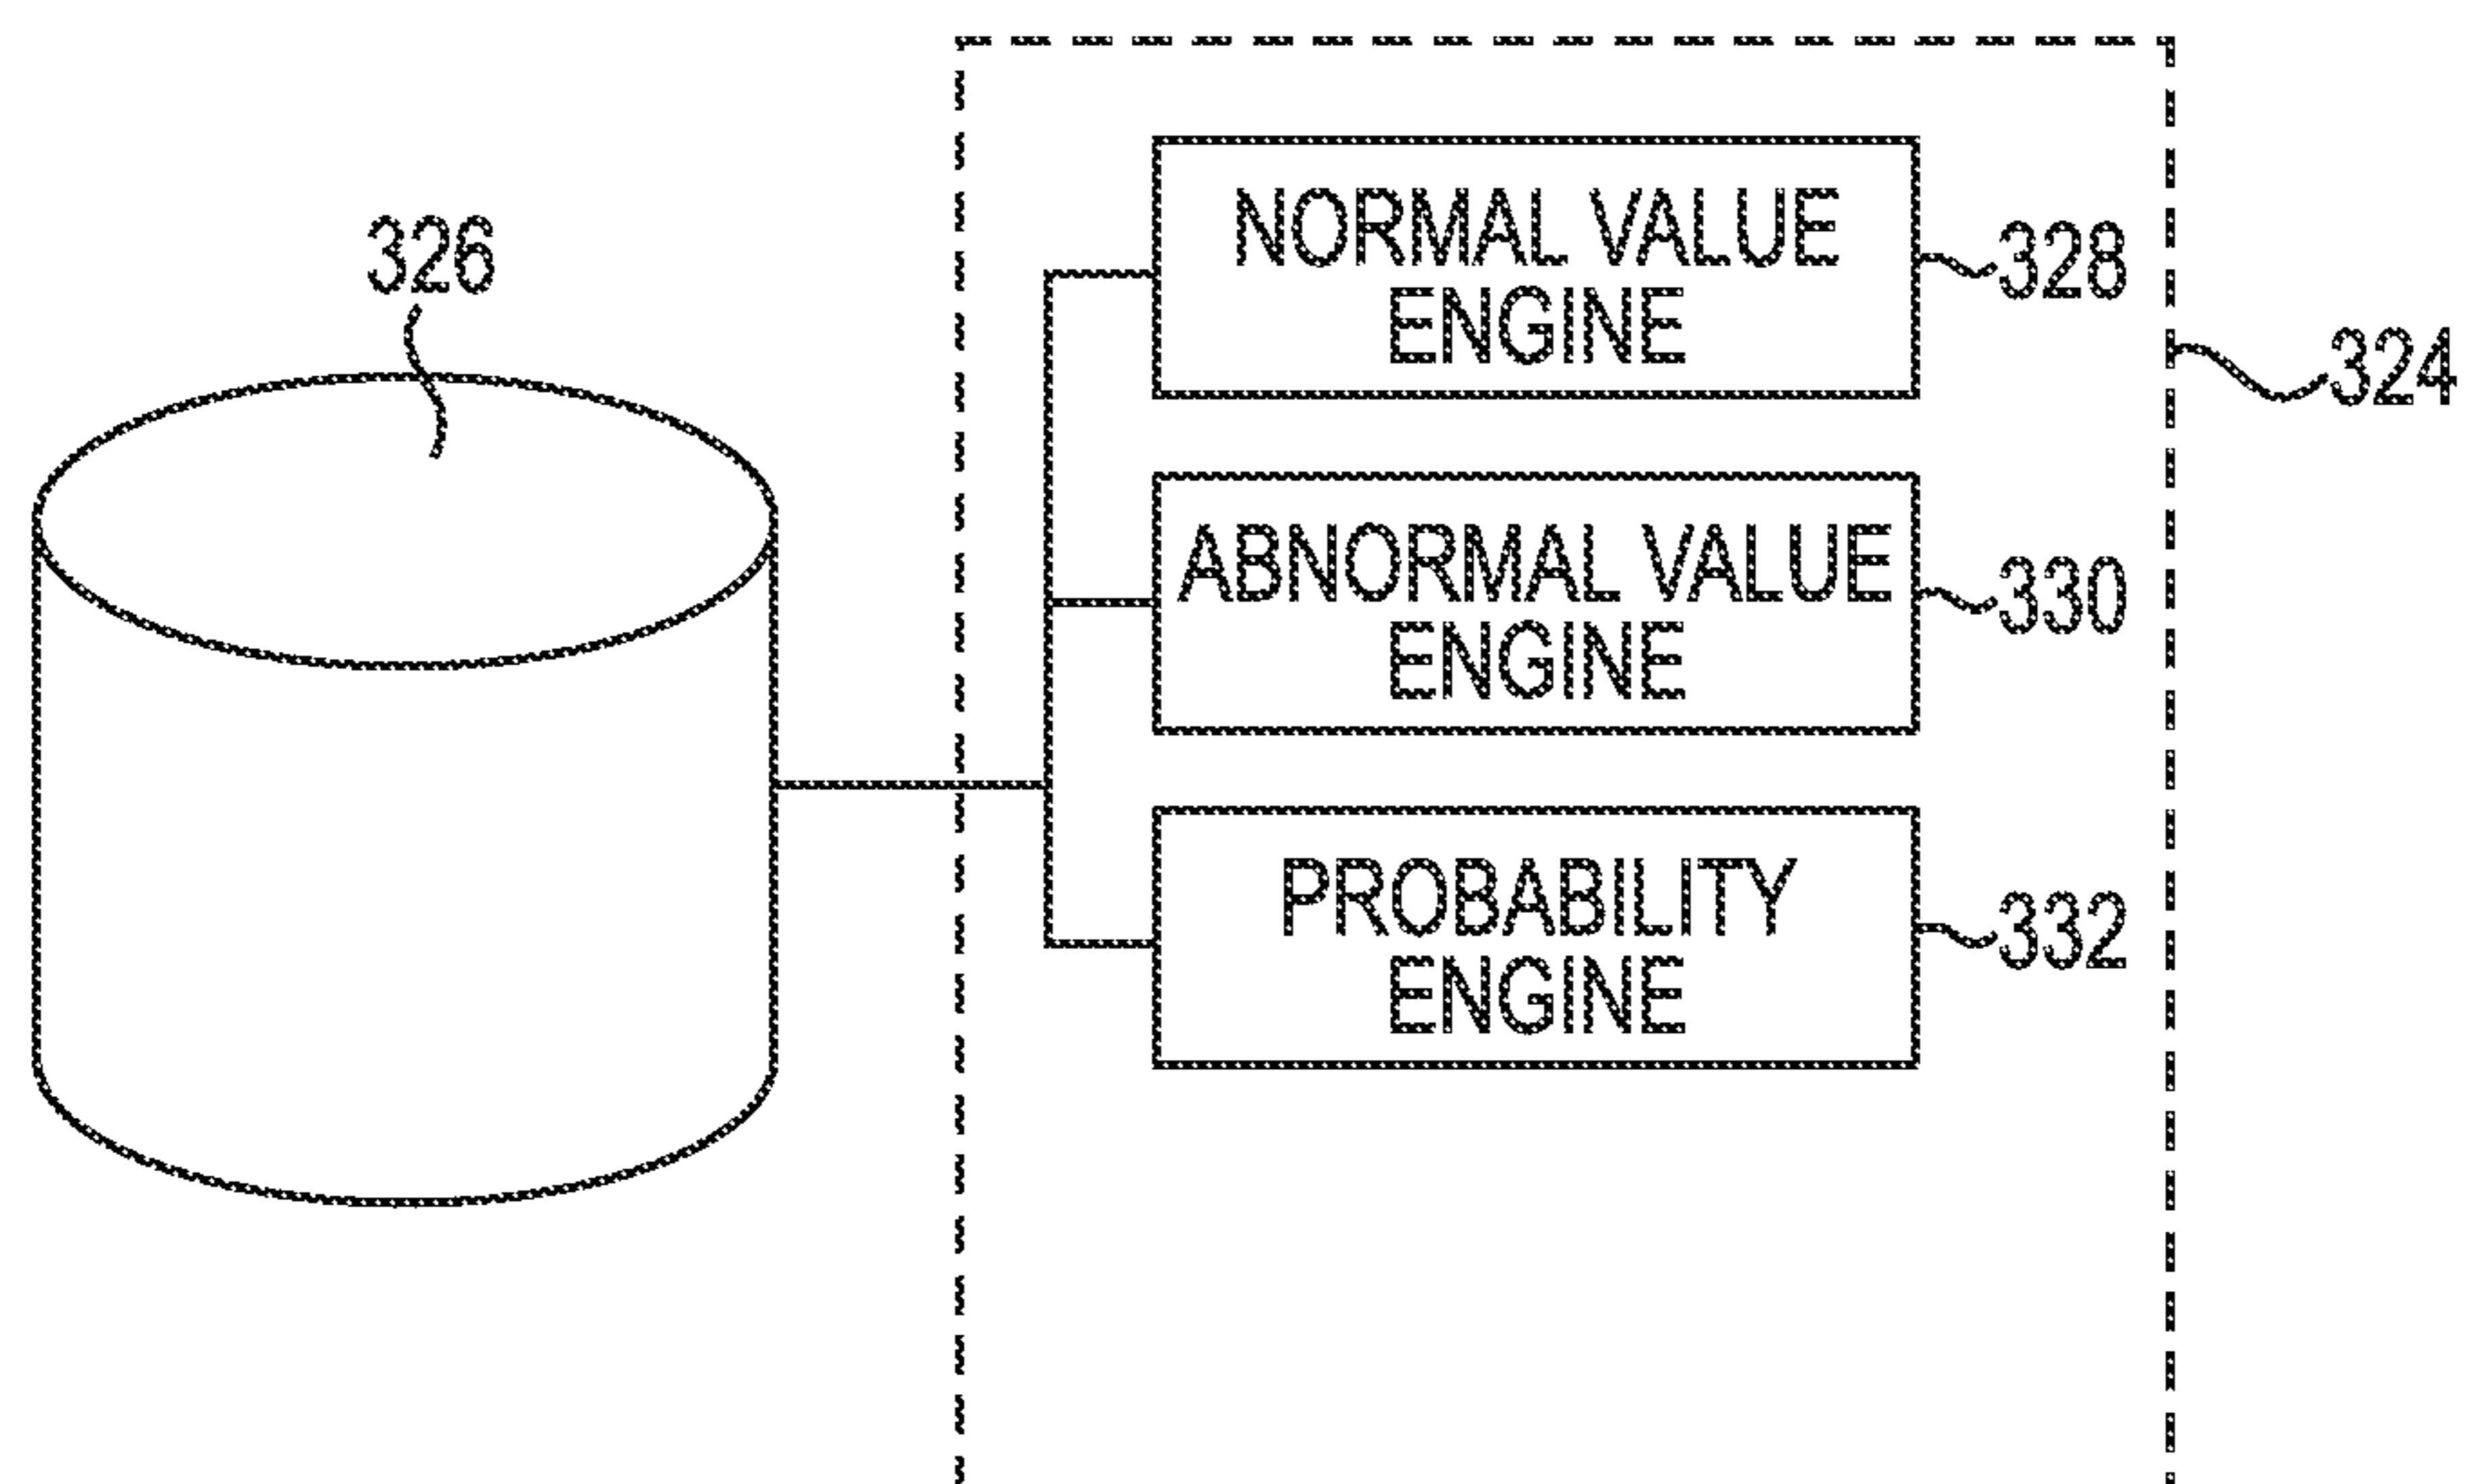 326
NORMAL VALUE
ENGINE
328
324
ABNORMAL VALUE
ENGINE
330
PROBABILITY
ENGINE
332